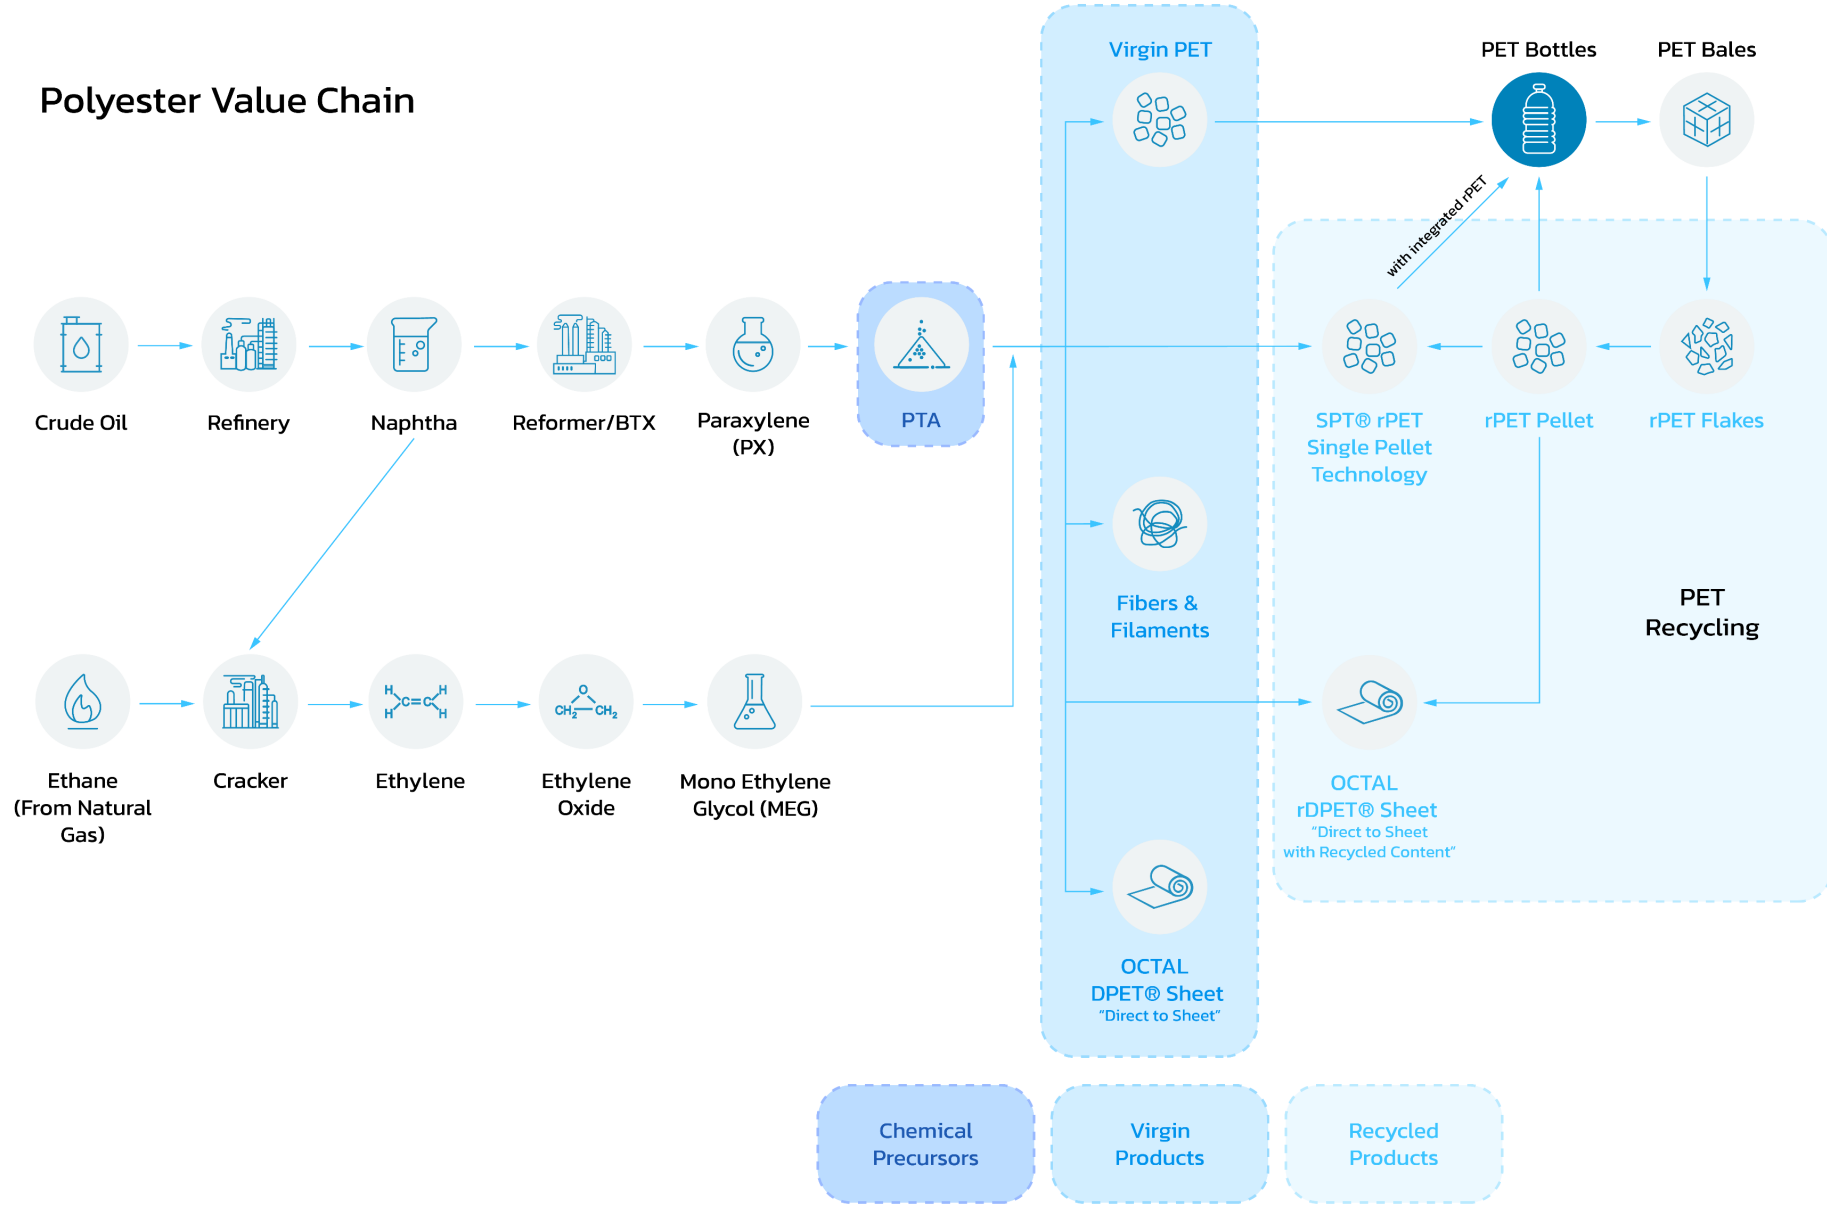 Polyester Value Chain
Virgin PET
PET Bottles
PET Bales
with integrated rPET
Crude Oil
Refinery
Naphtha
Reformer/BTX
Paraxylene
(PX)
PTA
SPT® rPET
Single Pellet
Technology
rPET Pellet
rPET Flakes
Fibers &
Filaments
PET
Recycling
H
H
C=C
H
H
O
CH2
CH2
Ethane
(From Natural
Gas)
Cracker
Ethylene
Ethylene
Oxide
Mono Ethylene
Glycol (MEG)
OCTAL
rDPET® Sheet
“Direct to Sheet
with Recycled Content”
OCTAL
DPET® Sheet
“Direct to Sheet”
Chemical
Precursors
Virgin
Products
Recycled
Products